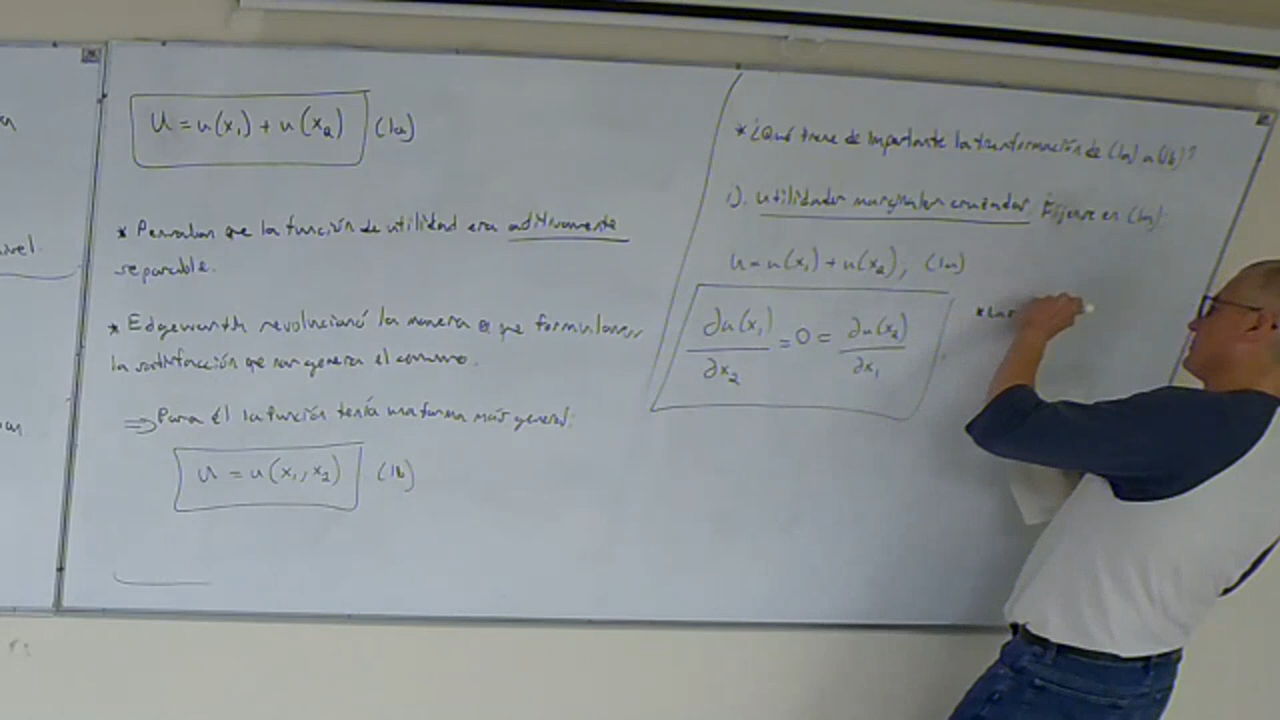 U = u(x₁) + u(x₂) (1a)
* Pensaban que la función de utilidad era aditivamente
separable.
* Edgeworth revolucionó la manera en que formulamos
la satisfacción que nos genera el consumo.
⇒ Para él la función tenía una forma más general:
U = u(x₁, x₂) (1b)
* ¿Qué tiene de importante la transformación de (1a) a (1b)?
i). utilidades marginales cruzadas Fíjense en (1a):
U = u(x₁) + u(x₂), (1a)
∂u(x₁)/∂x₂ = 0 = ∂u(x₂)/∂x₁
* Las
ivel